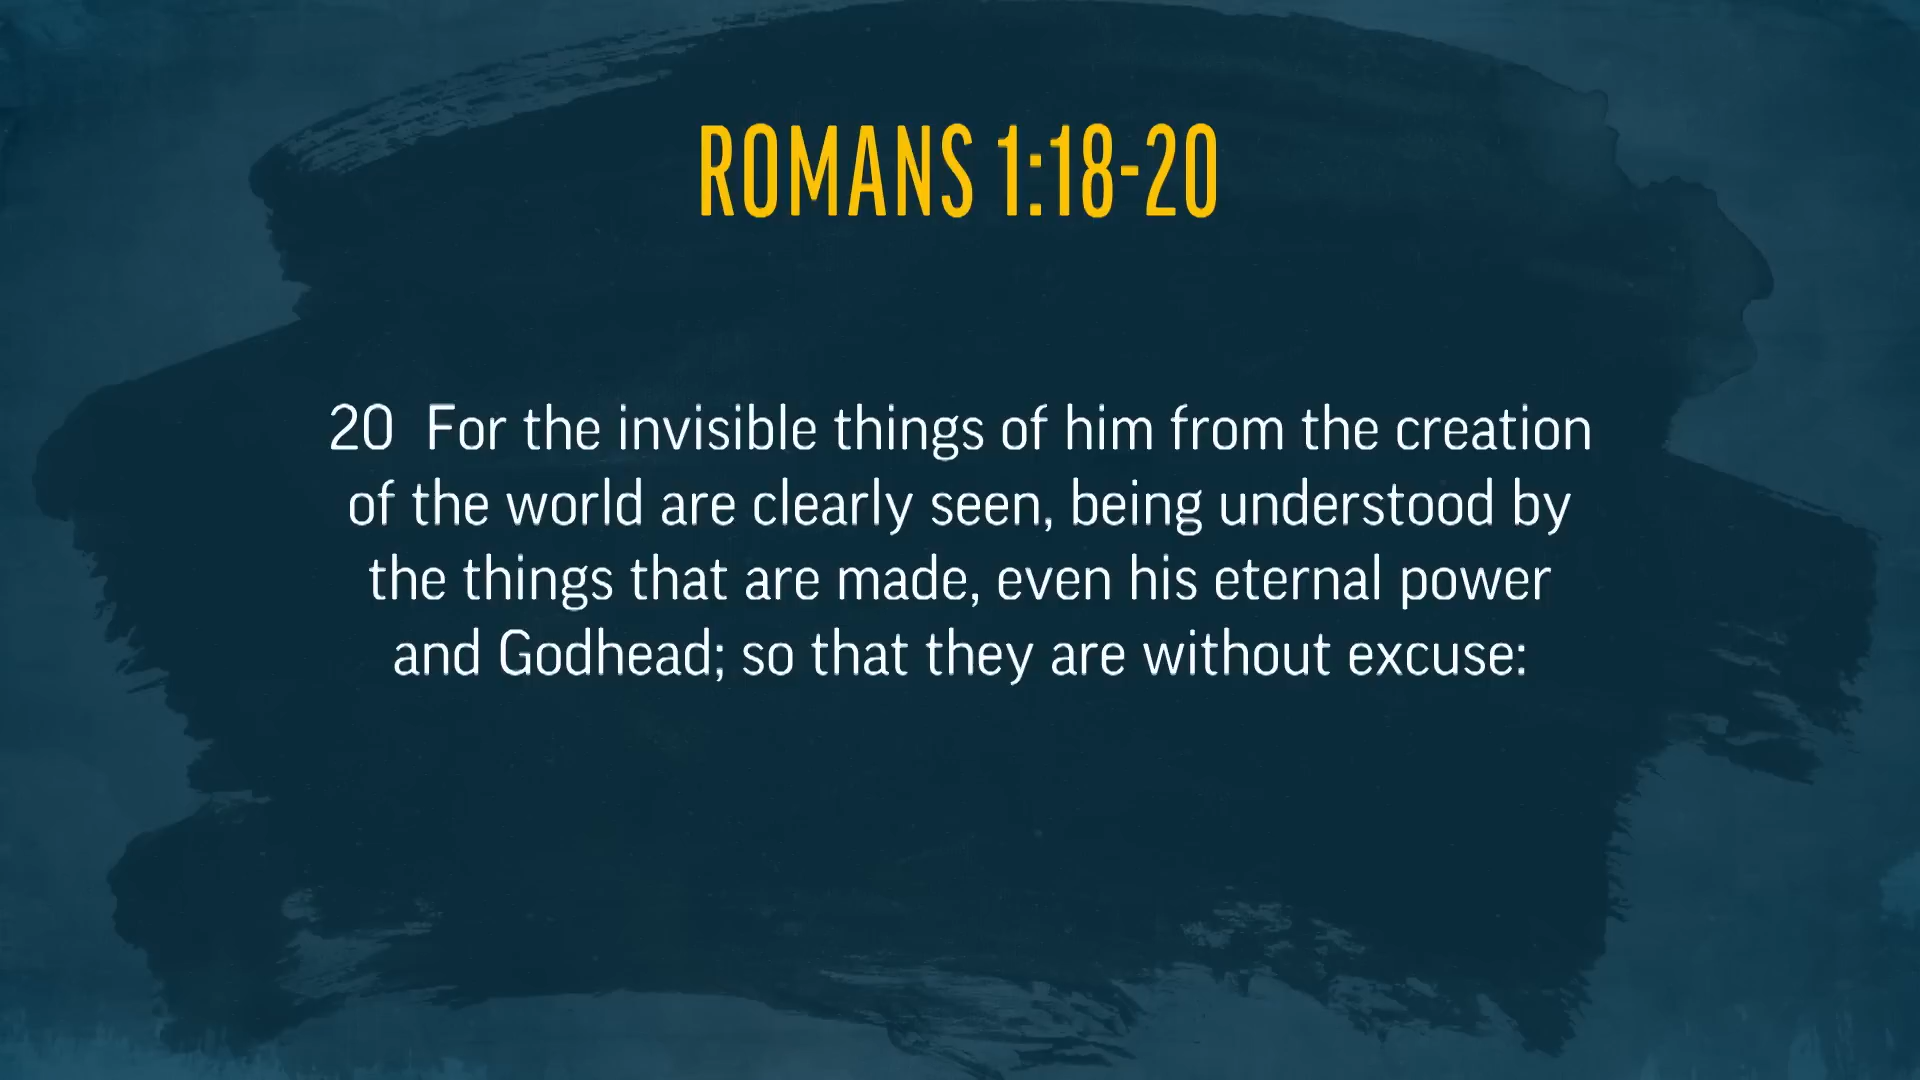 ROMANS 1:18-20
20 For the invisible things of him from the creation
of the world are clearly seen, being understood by
the things that are made, even his eternal power
and Godhead; so that they are without excuse: